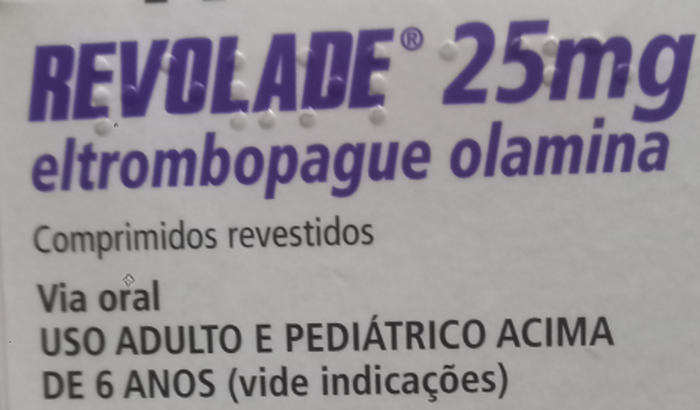 REVOLADE® 25mg
eltrombopague olamina
Comprimidos revestidos
Via oral
USO ADULTO E PEDIÁTRICO ACIMA
DE 6 ANOS (vide indicações)